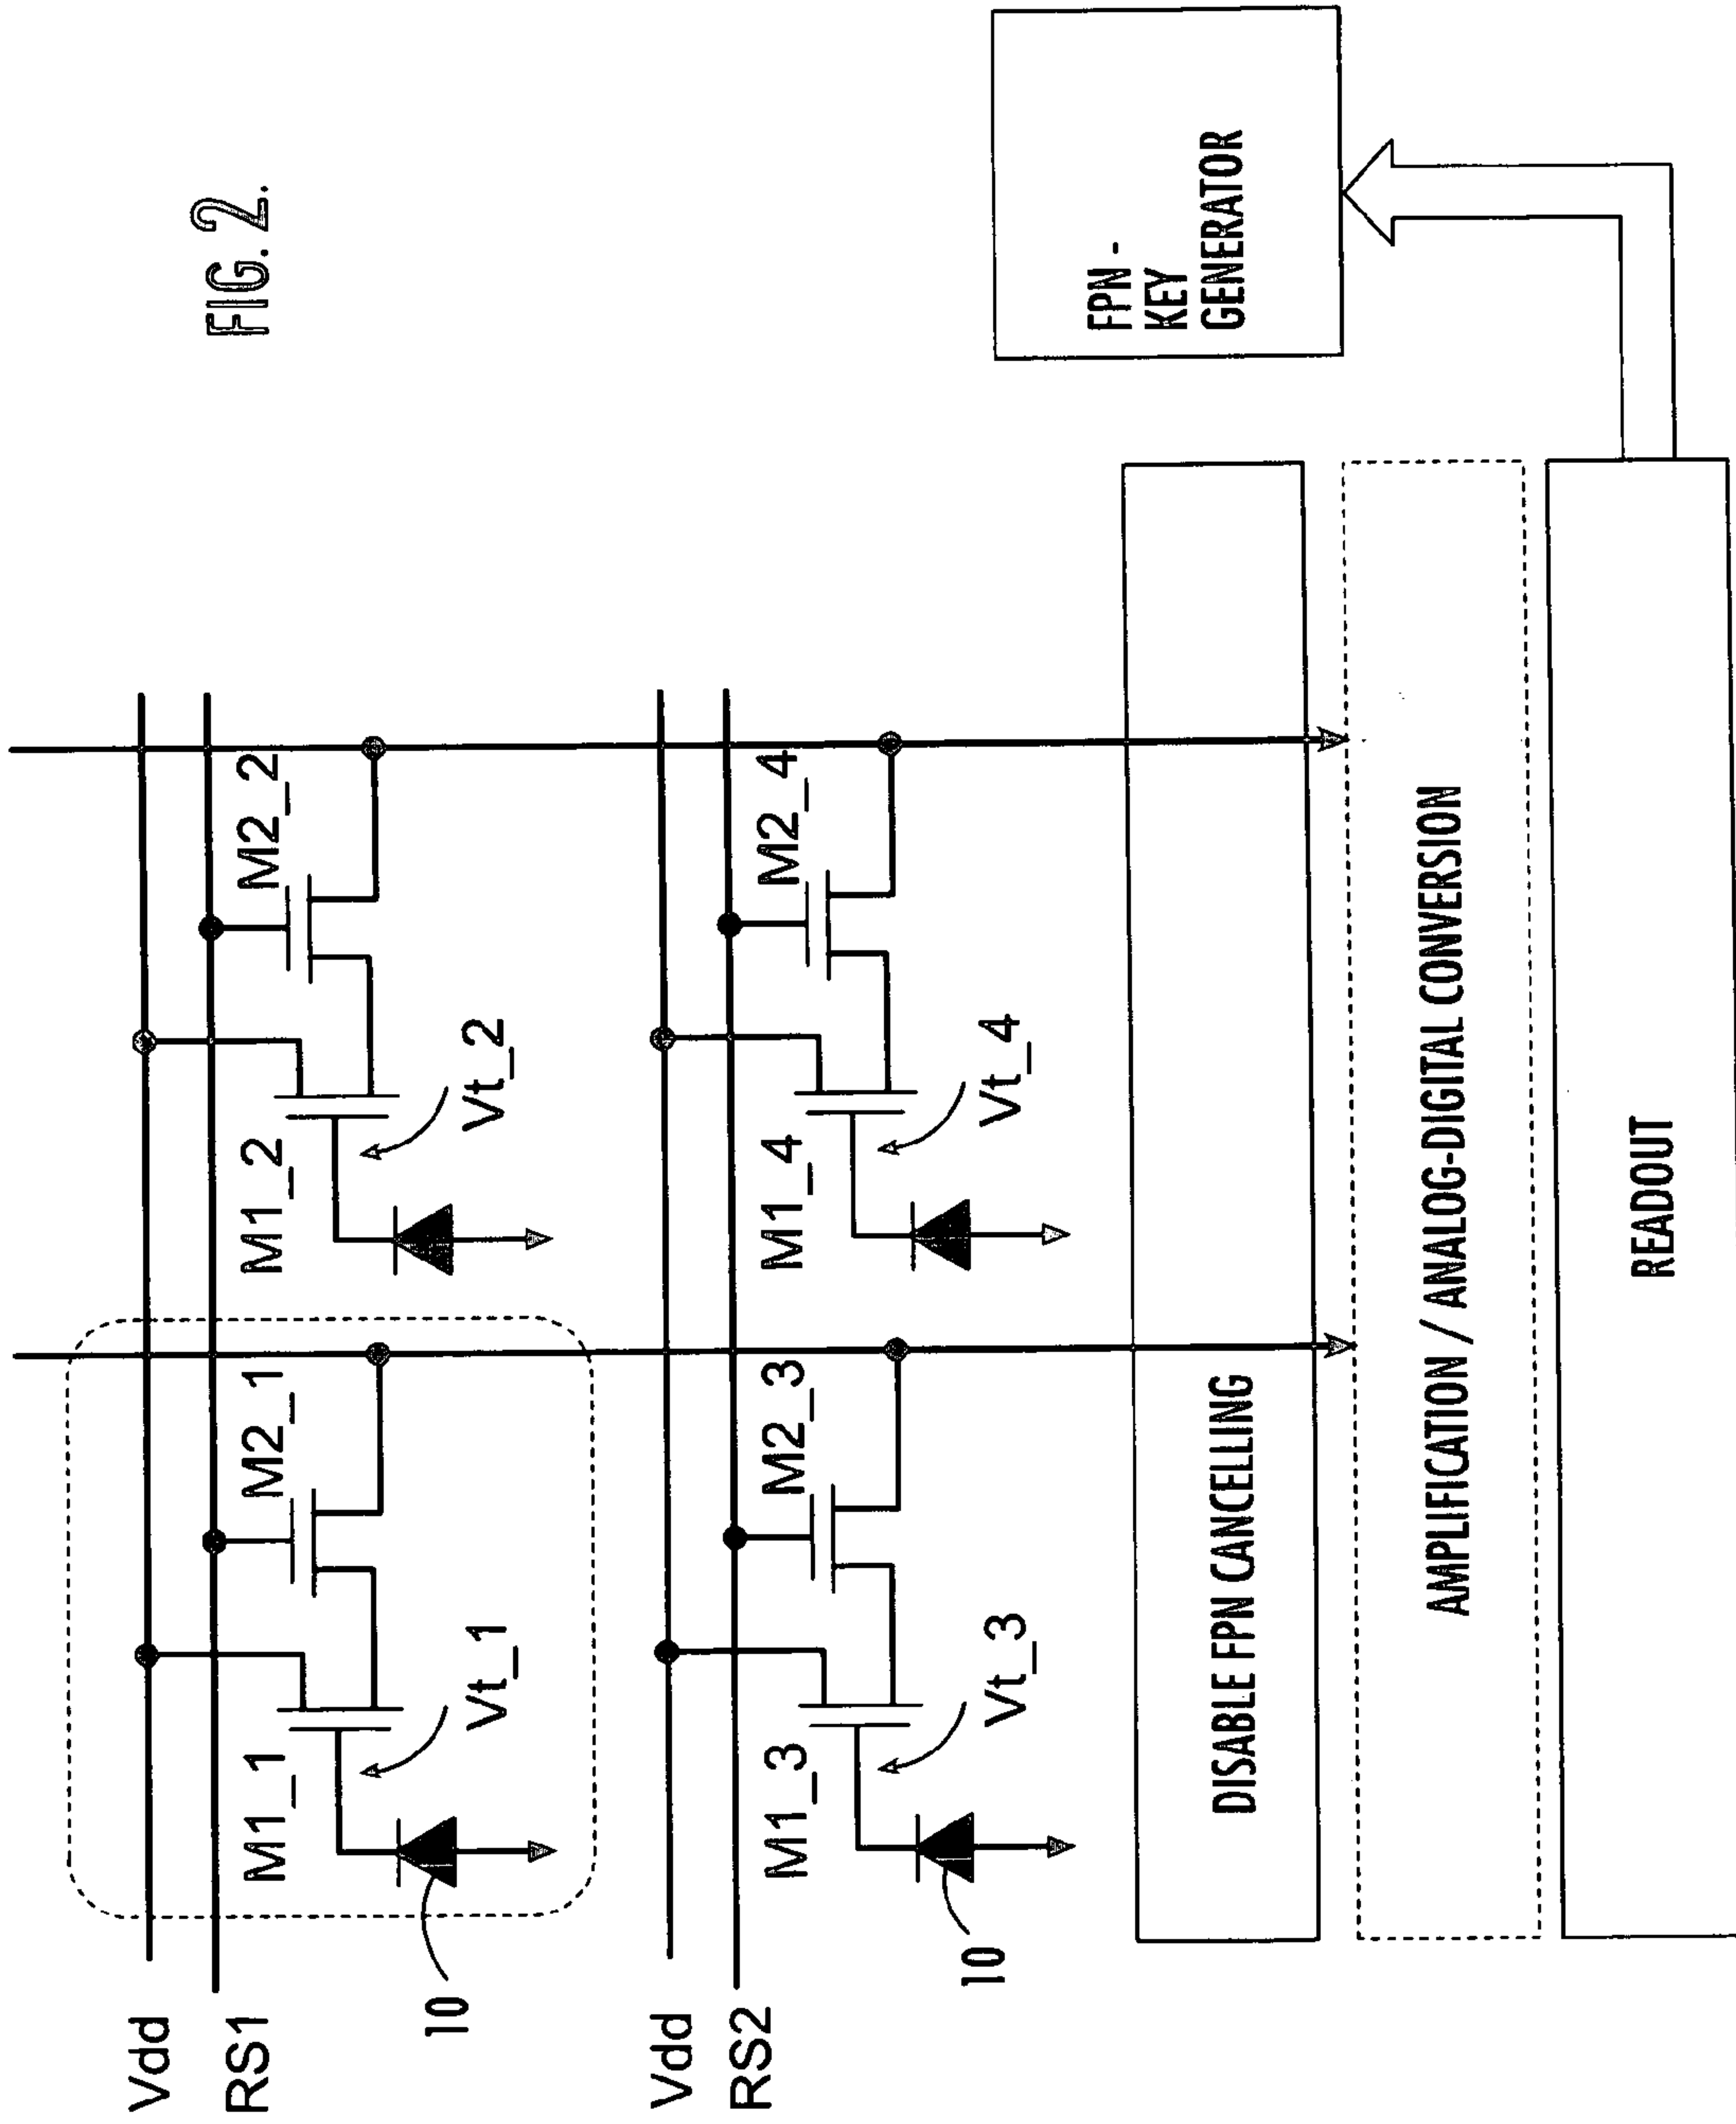 FIG. 2.
Vdd
RS1
M1_1
M2_1
M1_2
M2_2
Vt_1
Vt_2
10
Vdd
RS2
M1_3
M2_3
M1_4
M2_4
Vt_3
Vt_4
10
DISABLE FPN CANCELLING
AMPLIFICATION / ANALOG-DIGITAL CONVERSION
READOUT
FPN -
KEY
GENERATOR